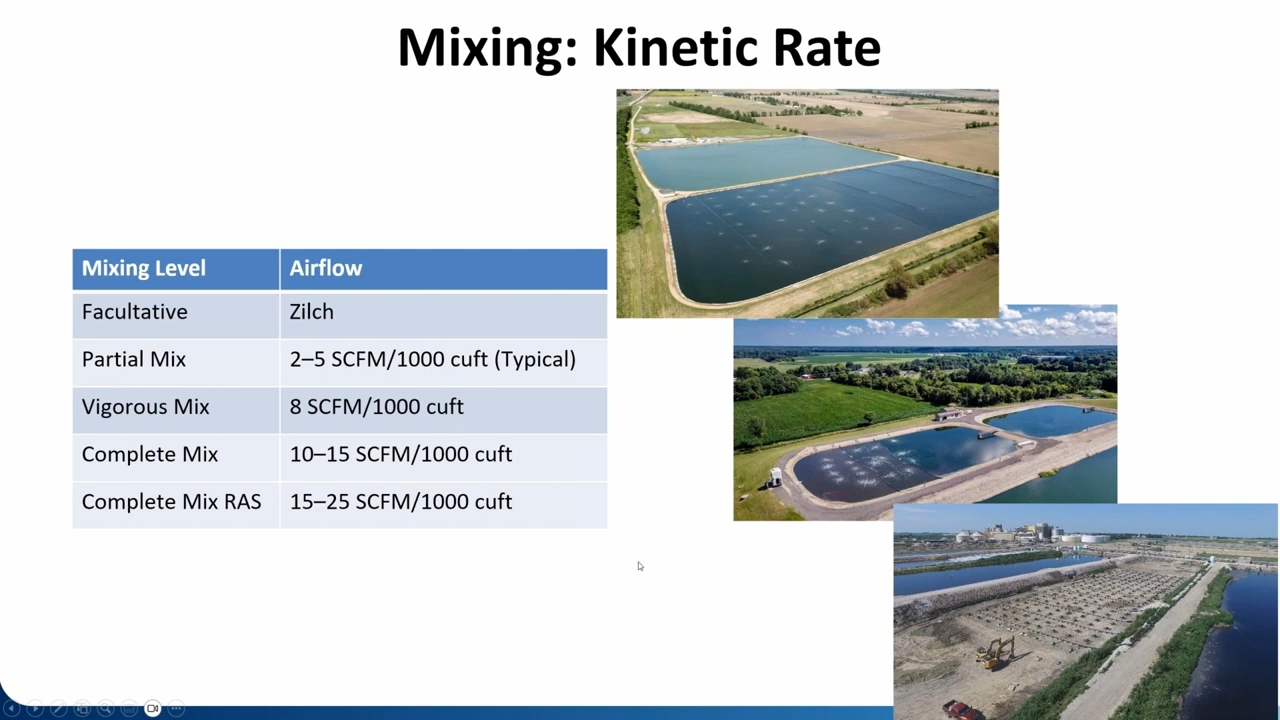 Mixing: Kinetic Rate
Mixing Level Airflow
Facultative Zilch
Partial Mix 2–5 SCFM/1000 cuft (Typical)
Vigorous Mix 8 SCFM/1000 cuft
Complete Mix 10–15 SCFM/1000 cuft
Complete Mix RAS 15–25 SCFM/1000 cuft